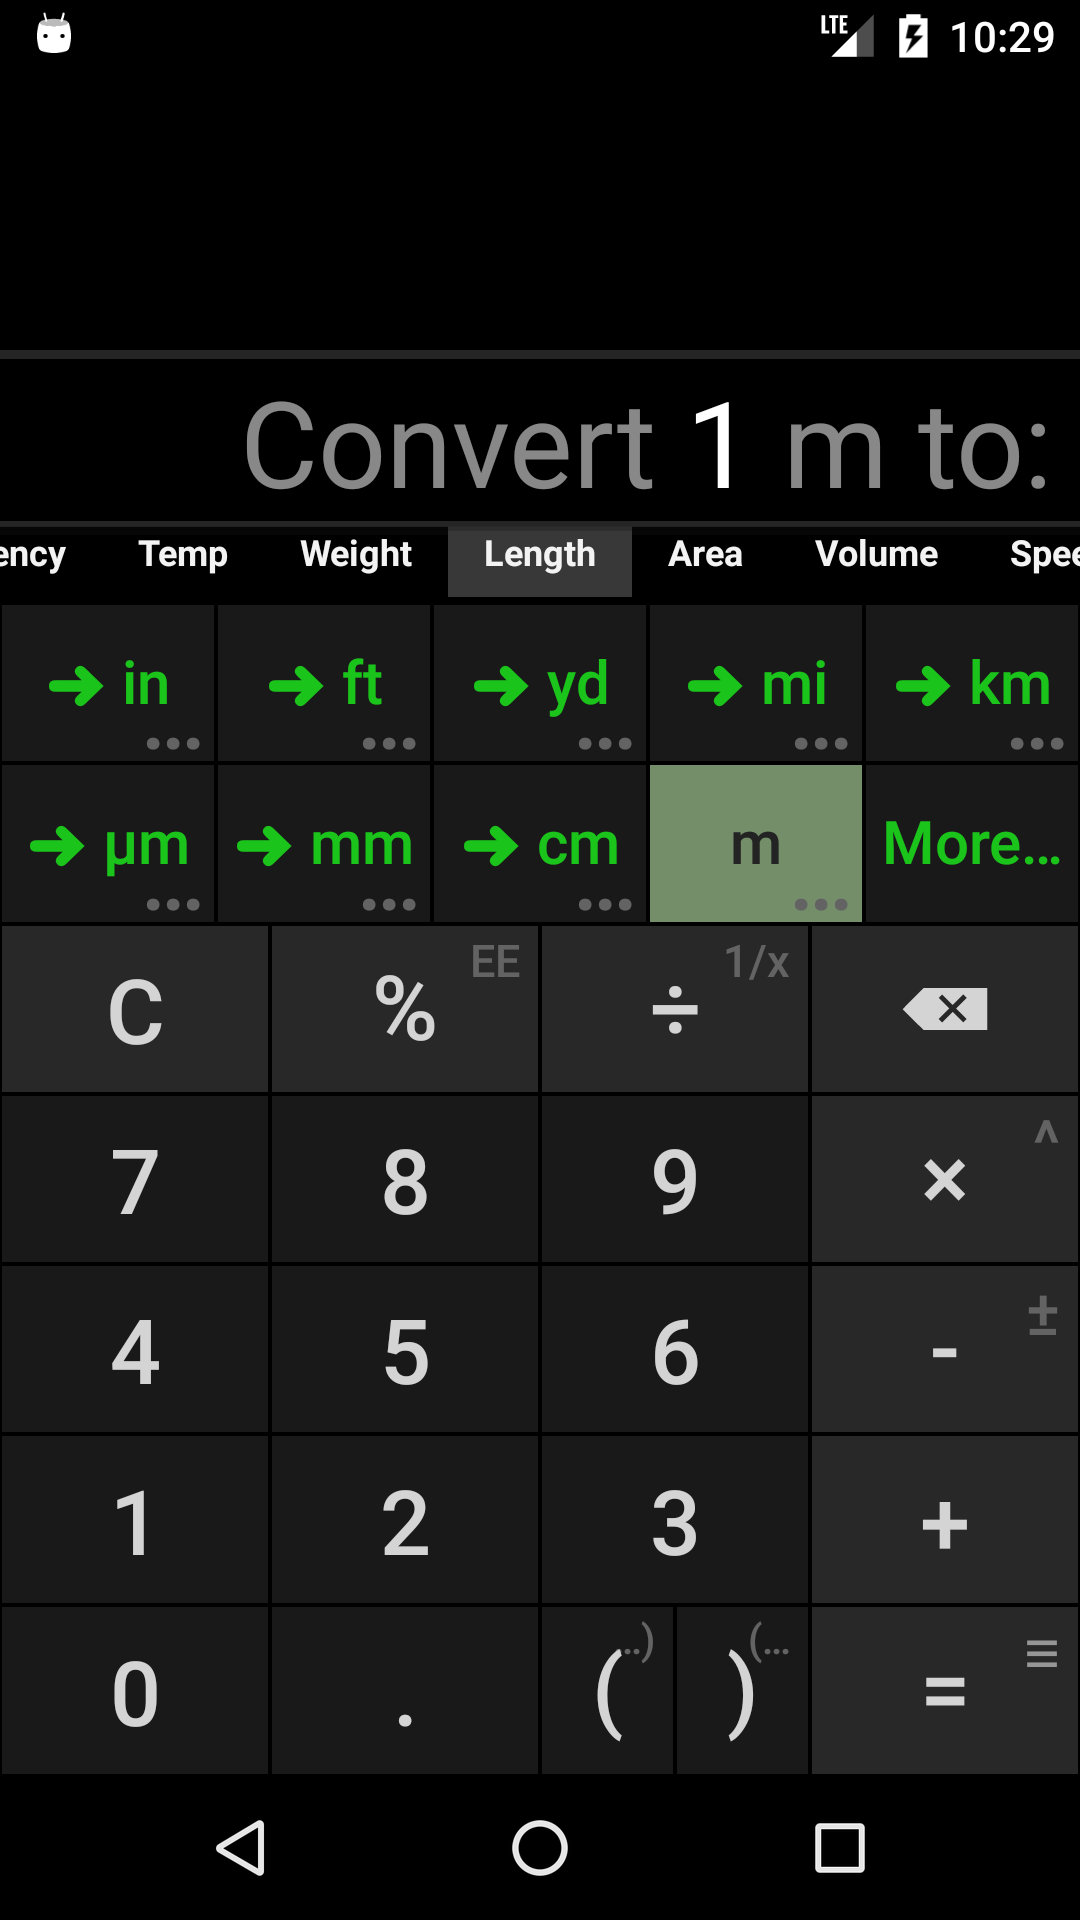 LTE 10:29
Convert 1 m to:
ency Temp Weight Length Area Volume Spee
in ft yd mi km
µm mm cm m More...
C % EE ÷ 1/x
7 8 9 × ^
4 5 6 - ±
1 2 3 +
0 . ( ..) ) (... =